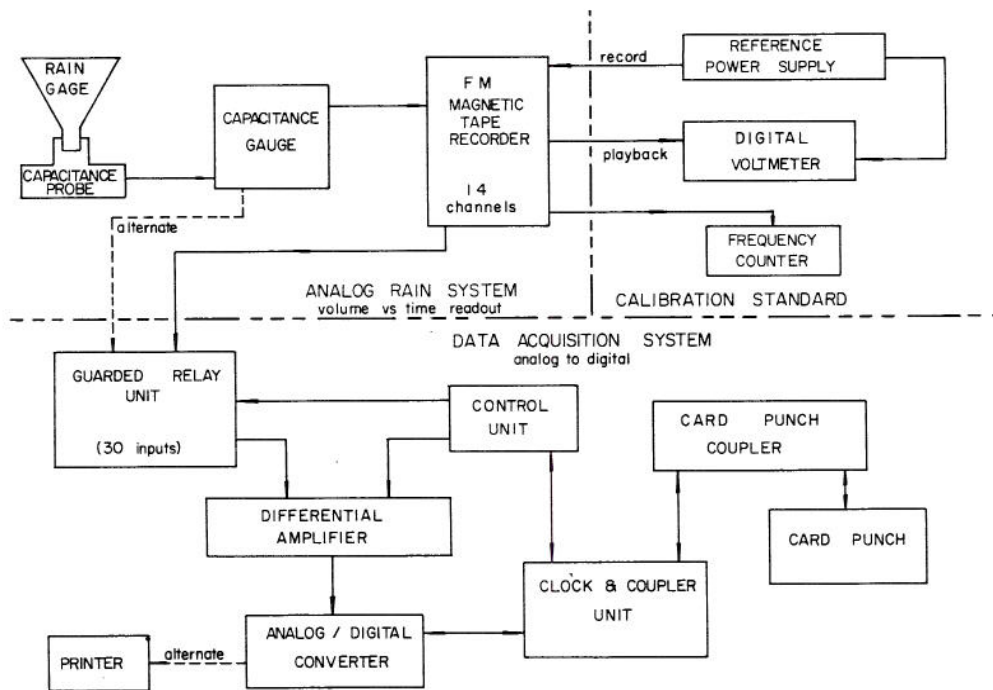 RAIN
GAGE
CAPACITANCE
PROBE
CAPACITANCE
GAUGE
FM
MAGNETIC
TAPE
RECORDER
14
channels
record
playback
REFERENCE
POWER SUPPLY
DIGITAL
VOLTMETER
FREQUENCY
COUNTER
alternate
ANALOG RAIN SYSTEM
volume vs time readout
CALIBRATION STANDARD
DATA ACQUISITION SYSTEM
analog to digital
GUARDED RELAY
UNIT
(30 inputs)
CONTROL
UNIT
CARD PUNCH
COUPLER
DIFFERENTIAL
AMPLIFIER
CARD PUNCH
CLOCK & COUPLER
UNIT
ANALOG / DIGITAL
CONVERTER
alternate
PRINTER